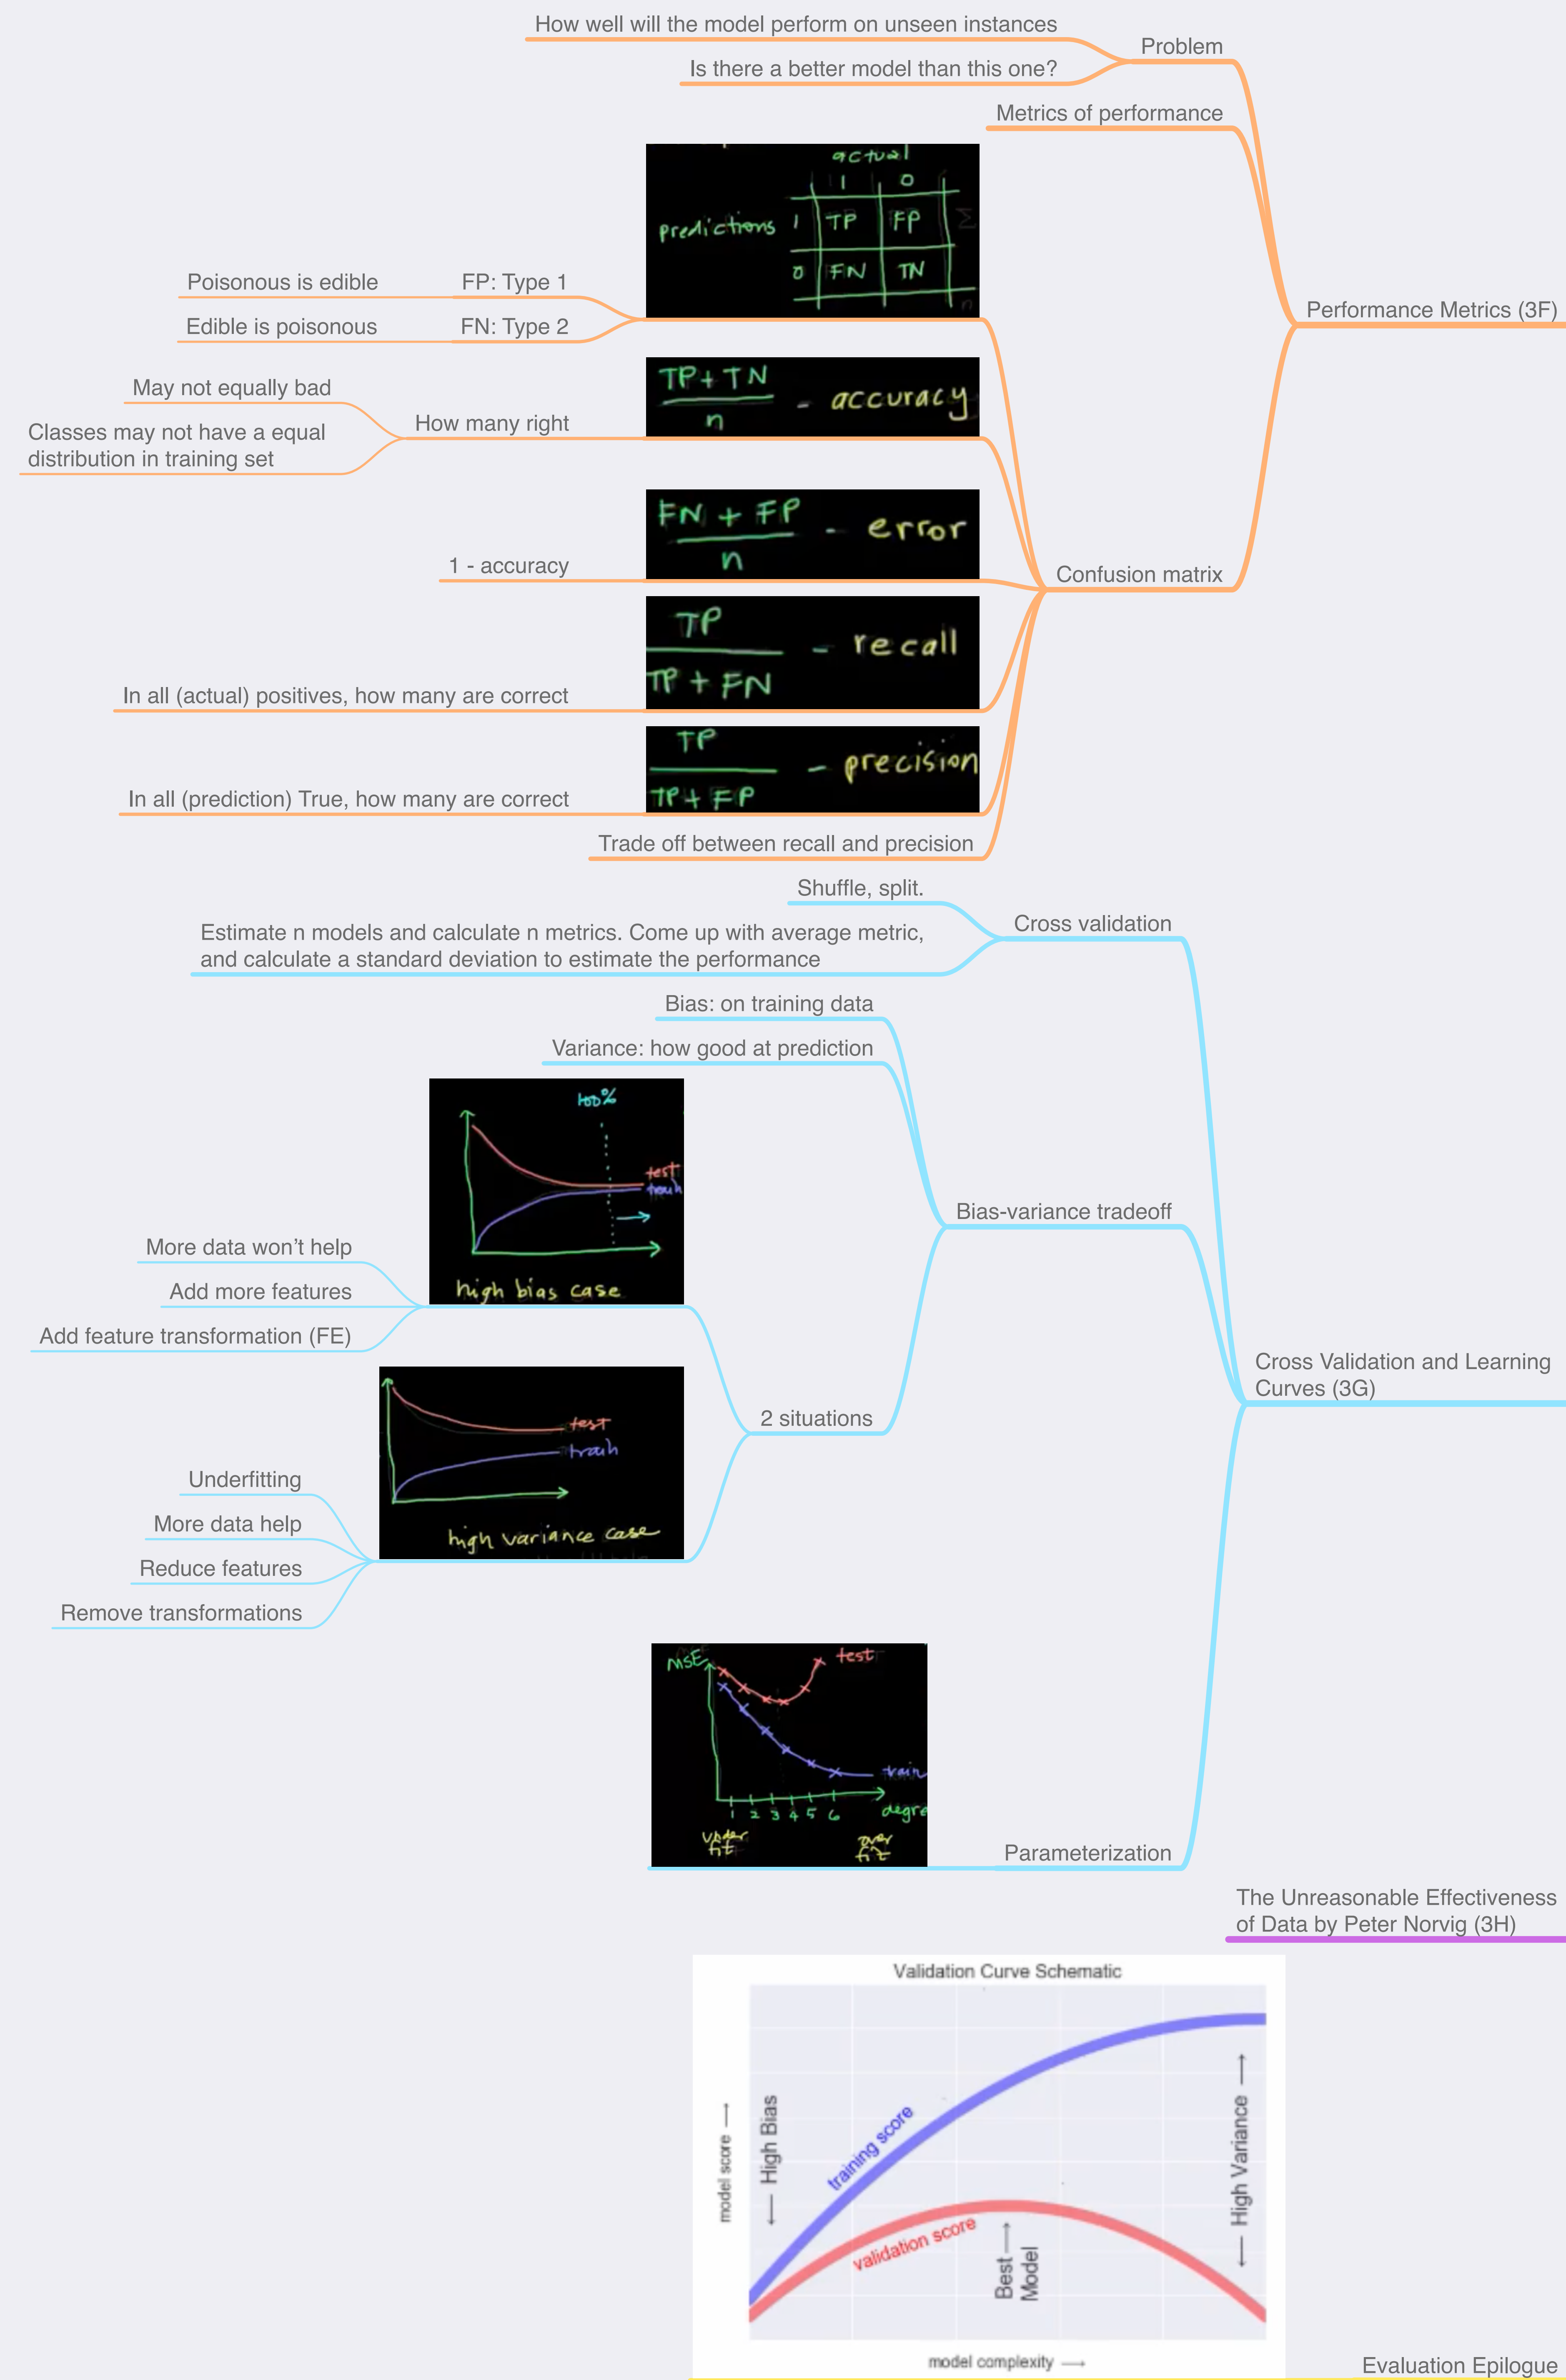 How well will the model perform on unseen instances
Is there a better model than this one?
Problem
Metrics of performance
actual
1 0
predictions 1 TP FP Σ
0 FN TN n
Poisonous is edible
FP: Type 1
Edible is poisonous
FN: Type 2
Performance Metrics (3F)
TP + TN
n
- accuracy
May not equally bad
How many right
Classes may not have a equal
distribution in training set
FN + FP
n
- error
1 - accuracy
Confusion matrix
TP
TP + FN
- recall
In all (actual) positives, how many are correct
TP
TP + FP
- precision
In all (prediction) True, how many are correct
Trade off between recall and precision
Shuffle, split.
Cross validation
Estimate n models and calculate n metrics. Come up with average metric,
and calculate a standard deviation to estimate the performance
Bias: on training data
Variance: how good at prediction
100%
test
train
high bias case
Bias-variance tradeoff
More data won’t help
Add more features
Add feature transformation (FE)
Cross Validation and Learning
Curves (3G)
2 situations
test
train
high variance case
Underfitting
More data help
Reduce features
Remove transformations
MSE
test
train
1 2 3 4 5 6
degre
under
fit
over
fit
Parameterization
The Unreasonable Effectiveness
of Data by Peter Norvig (3H)
Validation Curve Schematic
model score →
← High Bias
training score
validation score
Best →
Model
← High Variance →
model complexity →
Evaluation Epilogue